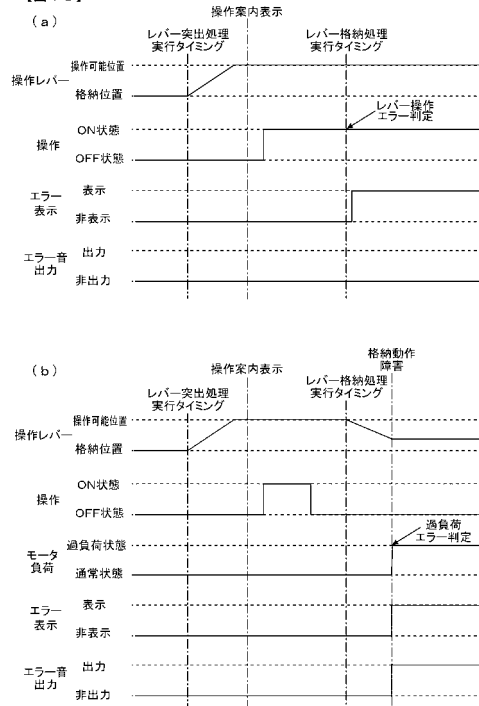 (a)
操作案内表示
レバー突出処理
実行タイミング
レバー格納処理
実行タイミング
操作レバー
操作可能位置
格納位置
レバー操作
エラー判定
操作
ON状態
OFF状態
エラー
表示
表示
非表示
エラー音
出力
出力
非出力
(b)
操作案内表示
格納動作
障害
レバー突出処理
実行タイミング
レバー格納処理
実行タイミング
操作レバー
操作可能位置
格納位置
操作
ON状態
OFF状態
モータ
負荷
過負荷状態
通常状態
過負荷
エラー判定
エラー
表示
表示
非表示
エラー音
出力
出力
非出力